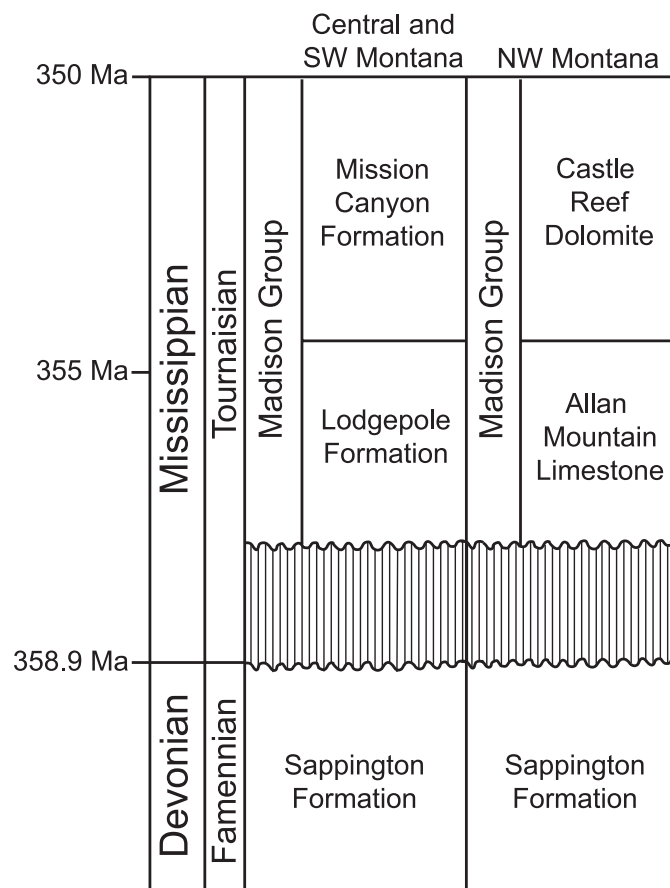 Central and
SW Montana
NW Montana
350 Ma
355 Ma
358.9 Ma
Mississippian
Devonian
Tournaisian
Famennian
Madison Group
Mission
Canyon
Formation
Lodgepole
Formation
Madison Group
Castle
Reef
Dolomite
Allan
Mountain
Limestone
Sappington
Formation
Sappington
Formation